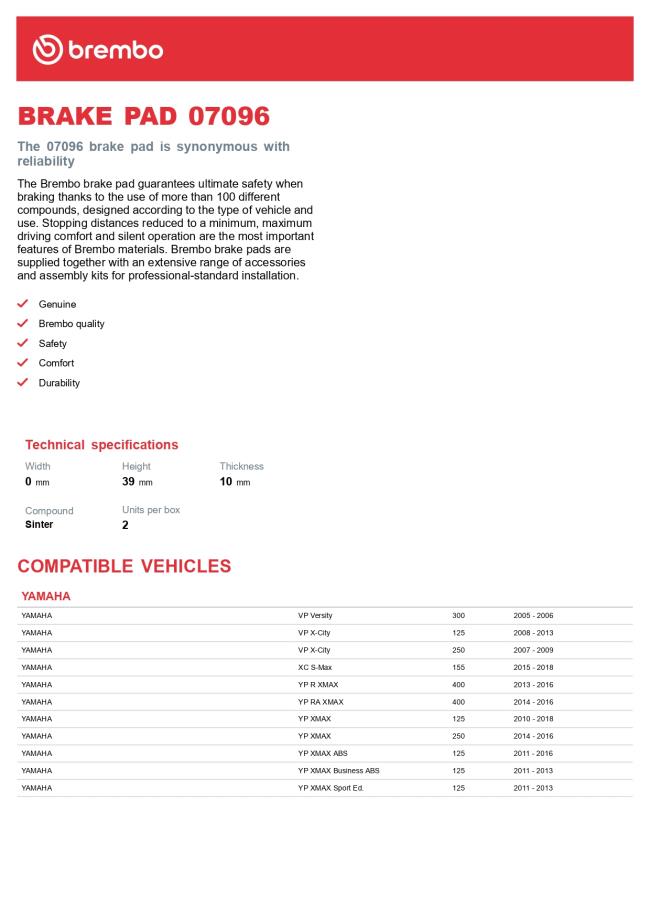 brembo
BRAKE PAD 07096
The 07096 brake pad is synonymous with
reliability
The Brembo brake pad guarantees ultimate safety when
braking thanks to the use of more than 100 different
compounds, designed according to the type of vehicle and
use. Stopping distances reduced to a minimum, maximum
driving comfort and silent operation are the most important
features of Brembo materials. Brembo brake pads are
supplied together with an extensive range of accessories
and assembly kits for professional-standard installation.
Genuine
Brembo quality
Safety
Comfort
Durability
Technical specifications
Width Height Thickness
0 mm 39 mm 10 mm
Compound Units per box
Sinter 2
COMPATIBLE VEHICLES
YAMAHA
YAMAHA VP Versity 300 2005 - 2006
YAMAHA VP X-City 125 2008 - 2013
YAMAHA VP X-City 250 2007 - 2009
YAMAHA XC S-Max 155 2015 - 2018
YAMAHA YP R XMAX 400 2013 - 2016
YAMAHA YP RA XMAX 400 2014 - 2016
YAMAHA YP XMAX 125 2010 - 2018
YAMAHA YP XMAX 250 2014 - 2016
YAMAHA YP XMAX ABS 125 2011 - 2016
YAMAHA YP XMAX Business ABS 125 2011 - 2013
YAMAHA YP XMAX Sport Ed. 125 2011 - 2013